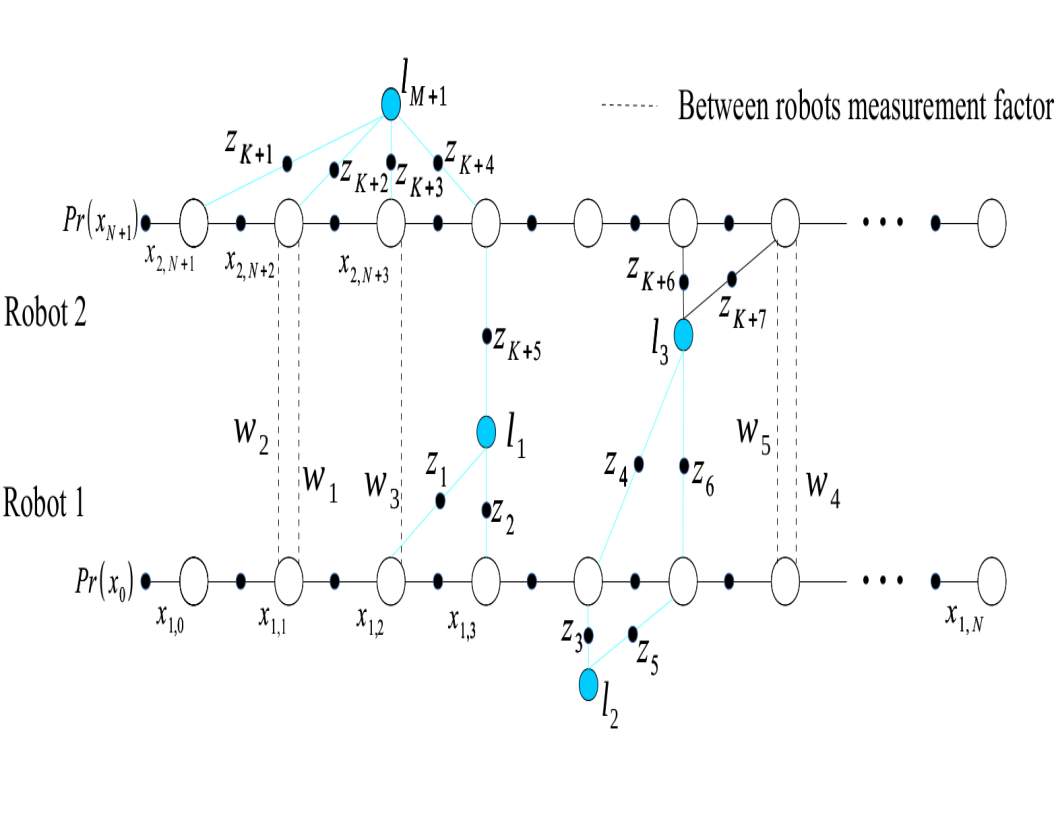 l_{M+1}
Between robots measurement factor
z_{K+1}
z_{K+2}
z_{K+3}
z_{K+4}
Pr(x_{N+1})
x_{2,N+1}
x_{2,N+2}
x_{2,N+3}
• • •
z_{K+6}
z_{K+7}
Robot 2
z_{K+5}
l_3
w_2
l_1
w_5
z_1
z_4
z_6
w_1
w_3
w_4
Robot 1
z_2
Pr(x_0)
• • •
x_{1,0}
x_{1,1}
x_{1,2}
x_{1,3}
x_{1,N}
z_3
z_5
l_2